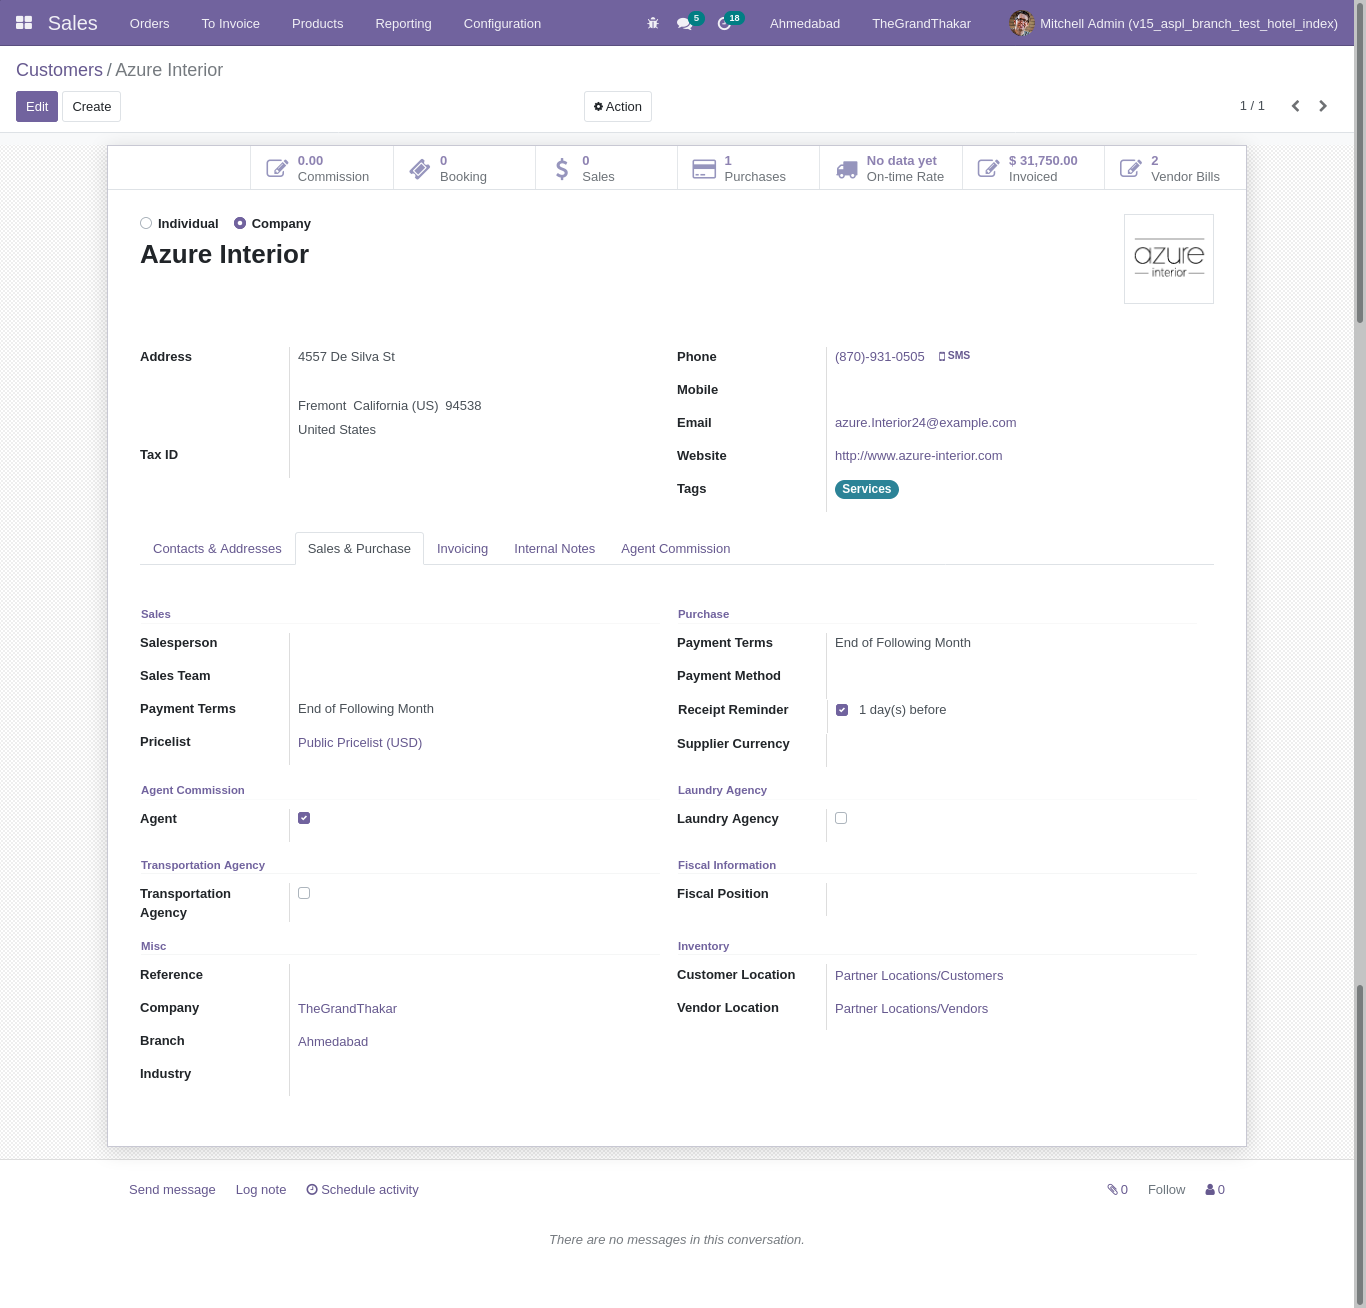 Sales Orders To Invoice Products Reporting Configuration 5 18 Ahmedabad TheGrandThakar Mitchell Admin (v15_aspl_branch_test_hotel_index)
Customers / Azure Interior
Edit Create Action 1 / 1
0.00 0 0 1 No data yet $ 31,750.00 2
Commission Booking Sales Purchases On-time Rate Invoiced Vendor Bills
Individual Company
Azure Interior
azure
interior
Address 4557 De Silva St Phone (870)-931-0505 SMS
Mobile
Fremont California (US) 94538
Email azure.Interior24@example.com
United States
Tax ID Website http://www.azure-interior.com
Tags Services
Contacts & Addresses Sales & Purchase Invoicing Internal Notes Agent Commission
Sales Purchase
Salesperson Payment Terms End of Following Month
Sales Team Payment Method
Payment Terms End of Following Month Receipt Reminder 1 day(s) before
Pricelist Public Pricelist (USD) Supplier Currency
Agent Commission Laundry Agency
Agent Laundry Agency
Transportation Agency Fiscal Information
Transportation Fiscal Position
Agency
Misc Inventory
Reference Customer Location Partner Locations/Customers
Company TheGrandThakar Vendor Location Partner Locations/Vendors
Branch Ahmedabad
Industry
Send message Log note Schedule activity 0 Follow 0
There are no messages in this conversation.